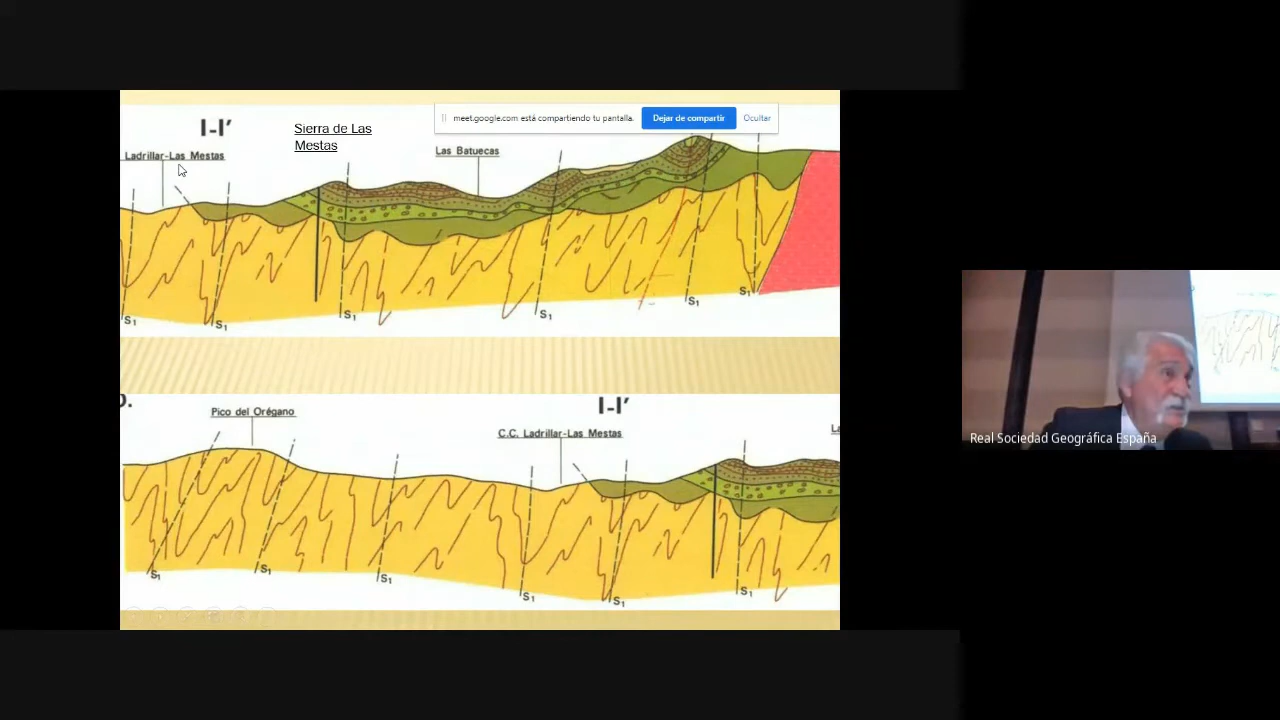 I-I’
Sierra de Las
Mestas
meet.google.com está compartiendo tu pantalla.
Dejar de compartir
Ocultar
Ladrillar-Las Mestas
Las Batuecas
S1
S1
S1
S1
S1
S1
Pico del Orégano
I-I’
C.C. Ladrillar-Las Mestas
S1
S1
S1
S1
S1
S1
Real Sociedad Geográfica España